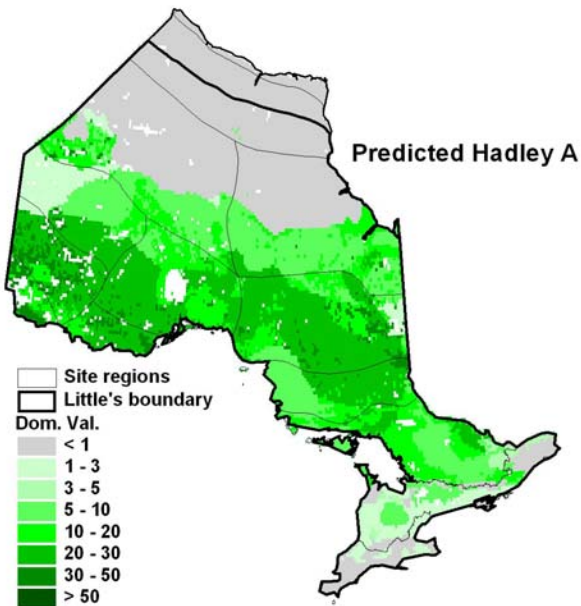 Predicted Hadley A
Site regions
Little's boundary
Dom. Val.
< 1
1 - 3
3 - 5
5 - 10
10 - 20
20 - 30
30 - 50
> 50